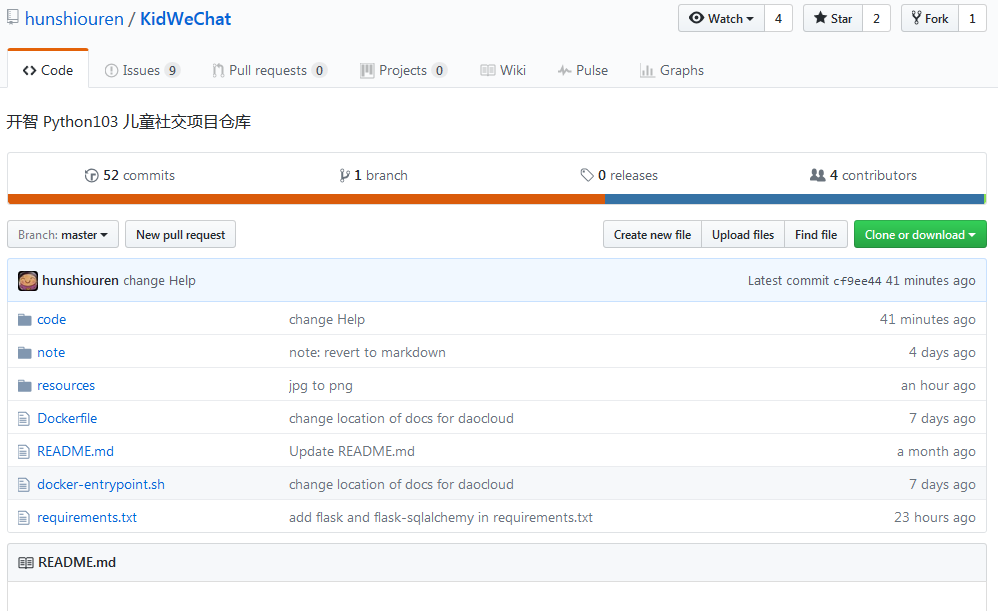 hunshiouren / KidWeChat
Watch 4 Star 2 Fork 1
Code Issues 9 Pull requests 0 Projects 0 Wiki Pulse Graphs
开智 Python103 儿童社交项目仓库
52 commits 1 branch 0 releases 4 contributors
Branch: master New pull request Create new file Upload files Find file Clone or download
hunshiouren change Help Latest commit cf9ee44 41 minutes ago
code change Help 41 minutes ago
note note: revert to markdown 4 days ago
resources jpg to png an hour ago
Dockerfile change location of docs for daocloud 7 days ago
README.md Update README.md a month ago
docker-entrypoint.sh change location of docs for daocloud 7 days ago
requirements.txt add flask and flask-sqlalchemy in requirements.txt 23 hours ago
README.md